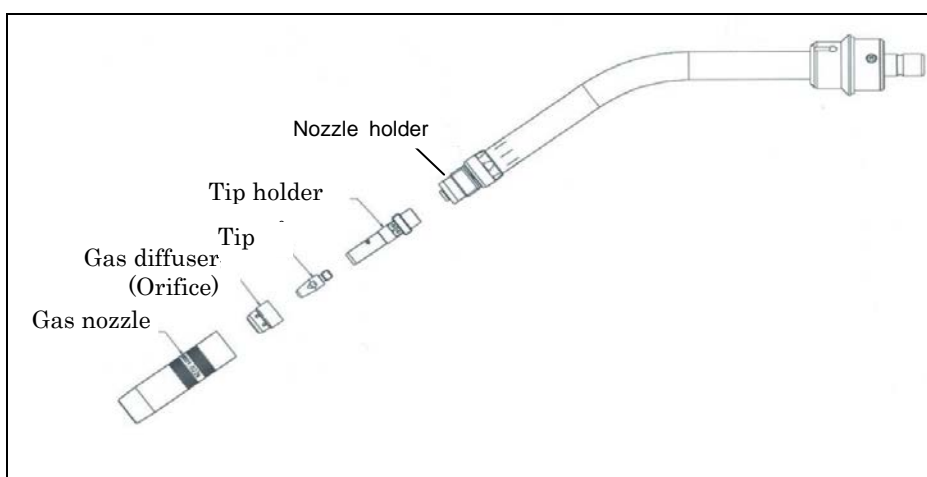 Nozzle holder
Tip holder
Tip
Gas diffuser
(Orifice)
Gas nozzle